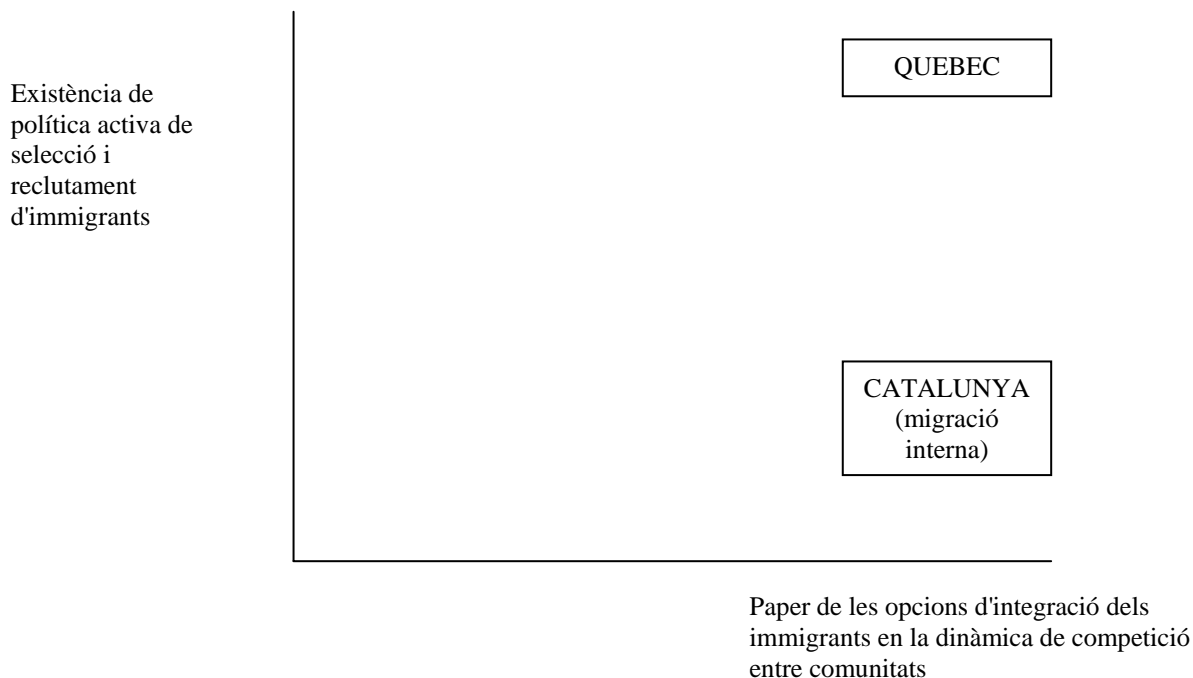 QUEBEC
Existència de
política activa de
selecció i
reclutament
d'immigrants
CATALUNYA
(migració
interna)
Paper de les opcions d'integració dels
immigrants en la dinàmica de competició
entre comunitats